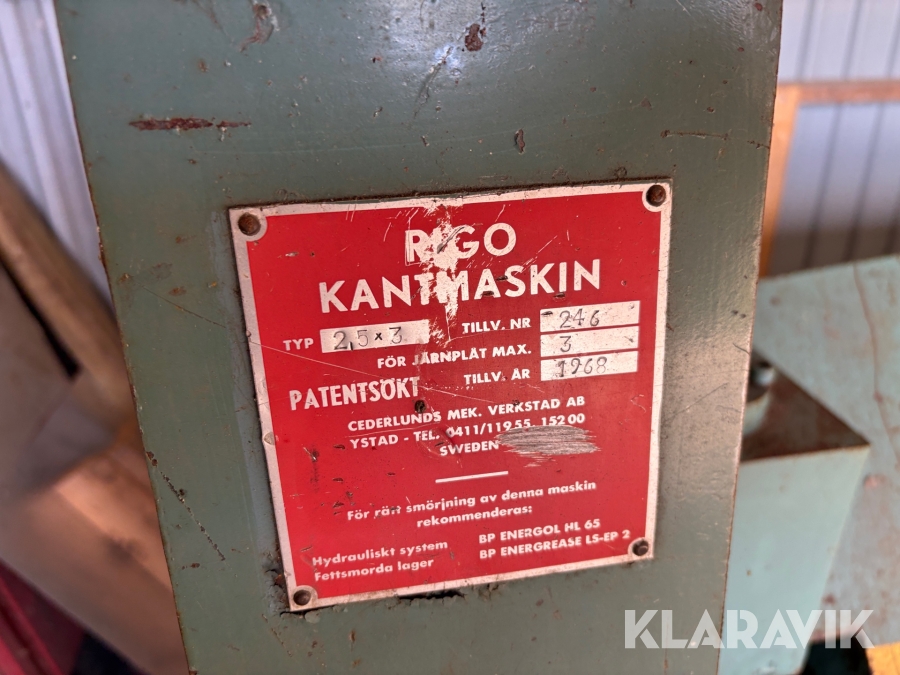 RIGO
KANTMASKIN
TYP 2,5 x 3 TILLV. NR 246
FÖR JÄRNPLÅT MAX. 3
PATENTSÖKT TILLV. ÅR 1968
CEDERLUNDS MEK. VERKSTAD AB
YSTAD - TEL. 0411/119 55, 152 00
SWEDEN
För rätt smörjning av denna maskin
rekommenderas:
Hydrauliskt system BP ENERGOL HL 65
Fettsmorda lager BP ENERGREASE LS-EP 2
KLARAVIK